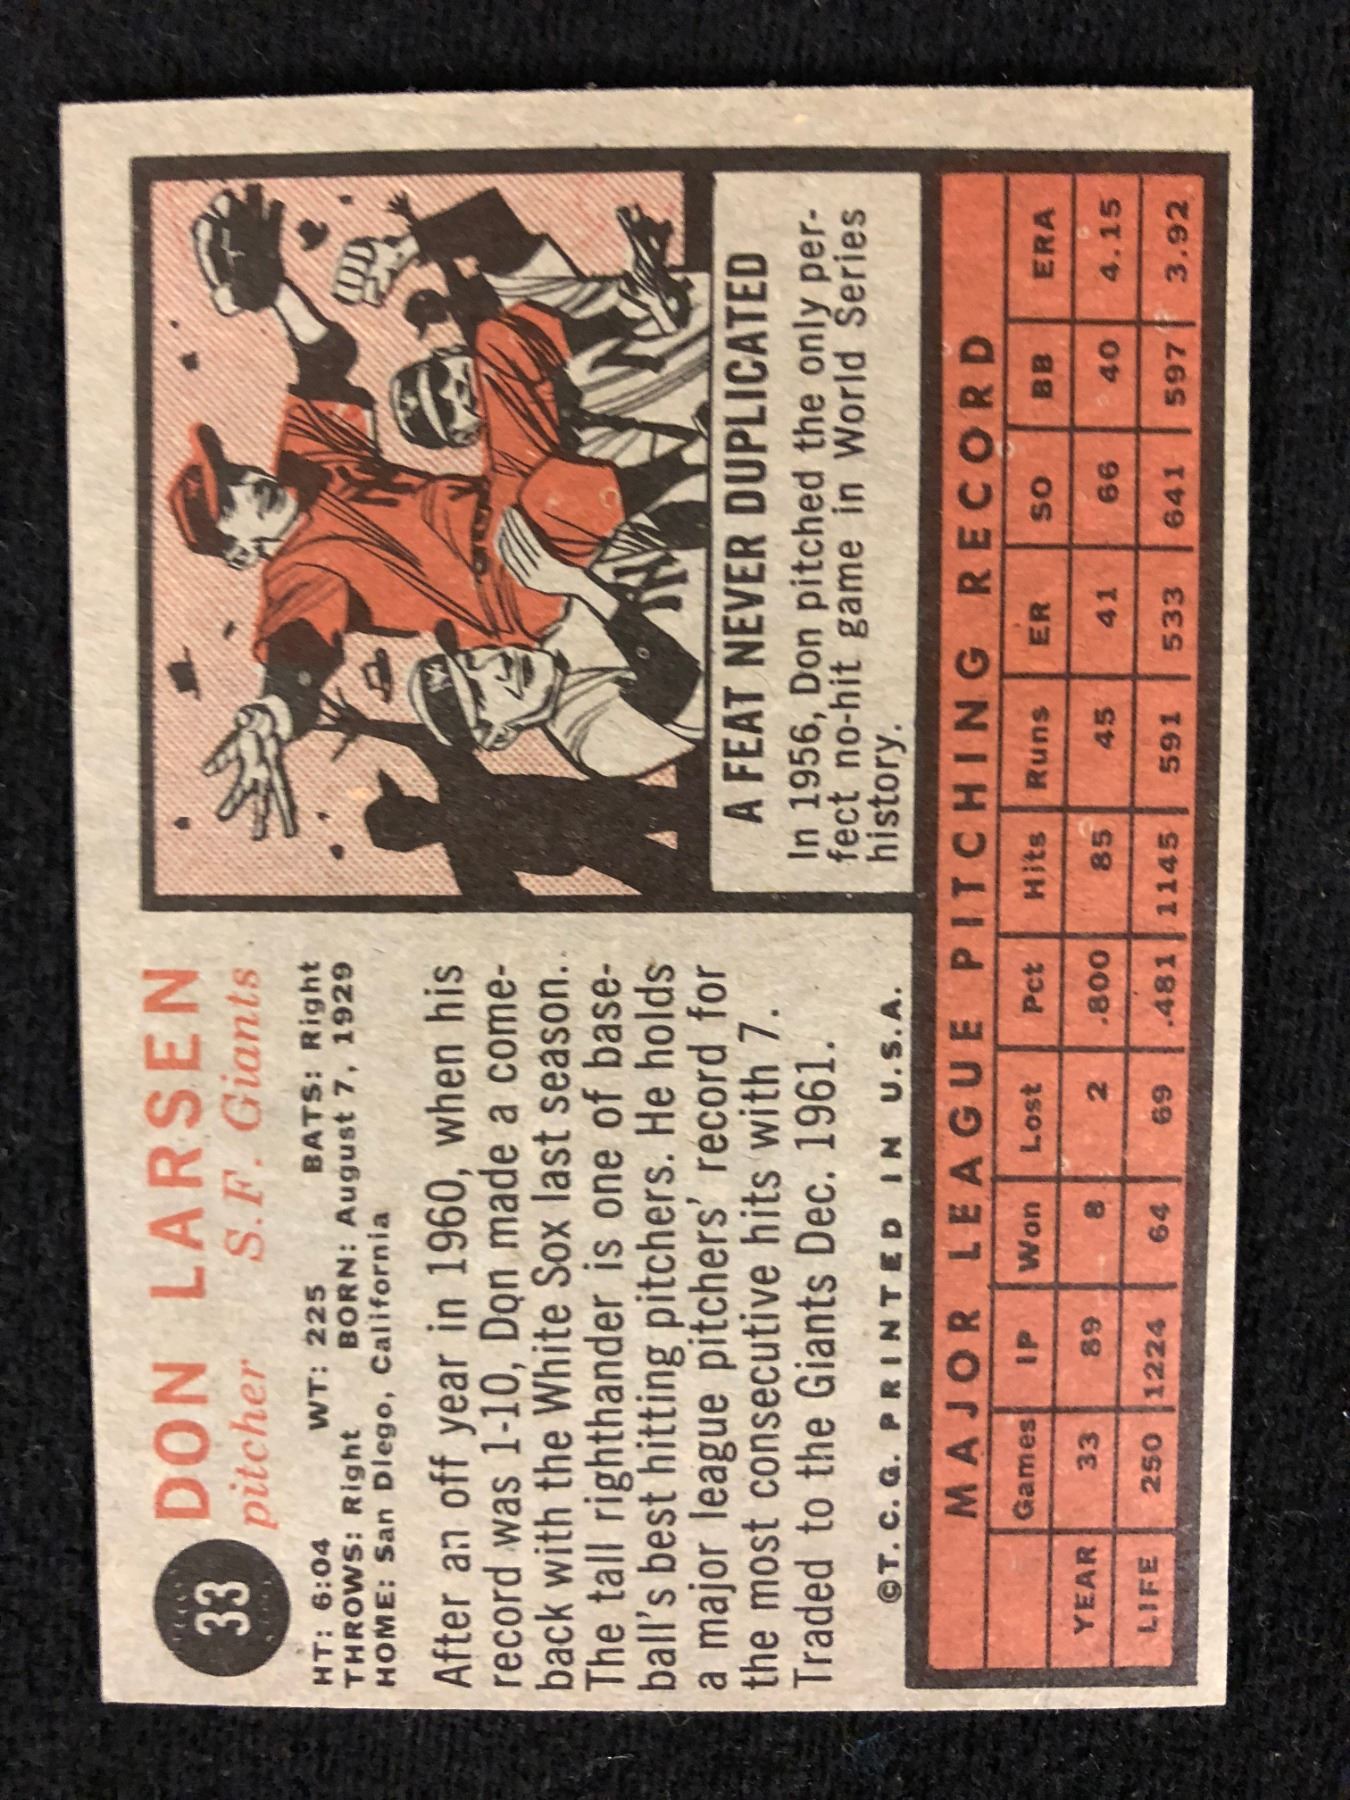 33
DON LARSEN
pitcher S.F. Giants
HT: 6:04 WT: 225 BATS: Right
THROWS: Right BORN: August 7, 1929
HOME: San Diego, California
After an off year in 1960, when his
record was 1-10, Don made a come-
back with the White Sox last season.
The tall righthander is one of base-
ball's best hitting pitchers. He holds
a major league pitchers' record for
the most consecutive hits with 7.
Traded to the Giants Dec. 1961.
©T. C. G. PRINTED IN U.S.A.
A FEAT NEVER DUPLICATED
In 1956, Don pitched the only per-
fect no-hit game in World Series
history.
MAJOR LEAGUE PITCHING RECORD
Games IP Won Lost Pct Hits Runs ER SO BB ERA
YEAR 33 89 8 2 .800 85 45 41 66 40 4.15
LIFE 250 1224 64 69 .481 1145 591 533 641 597 3.92